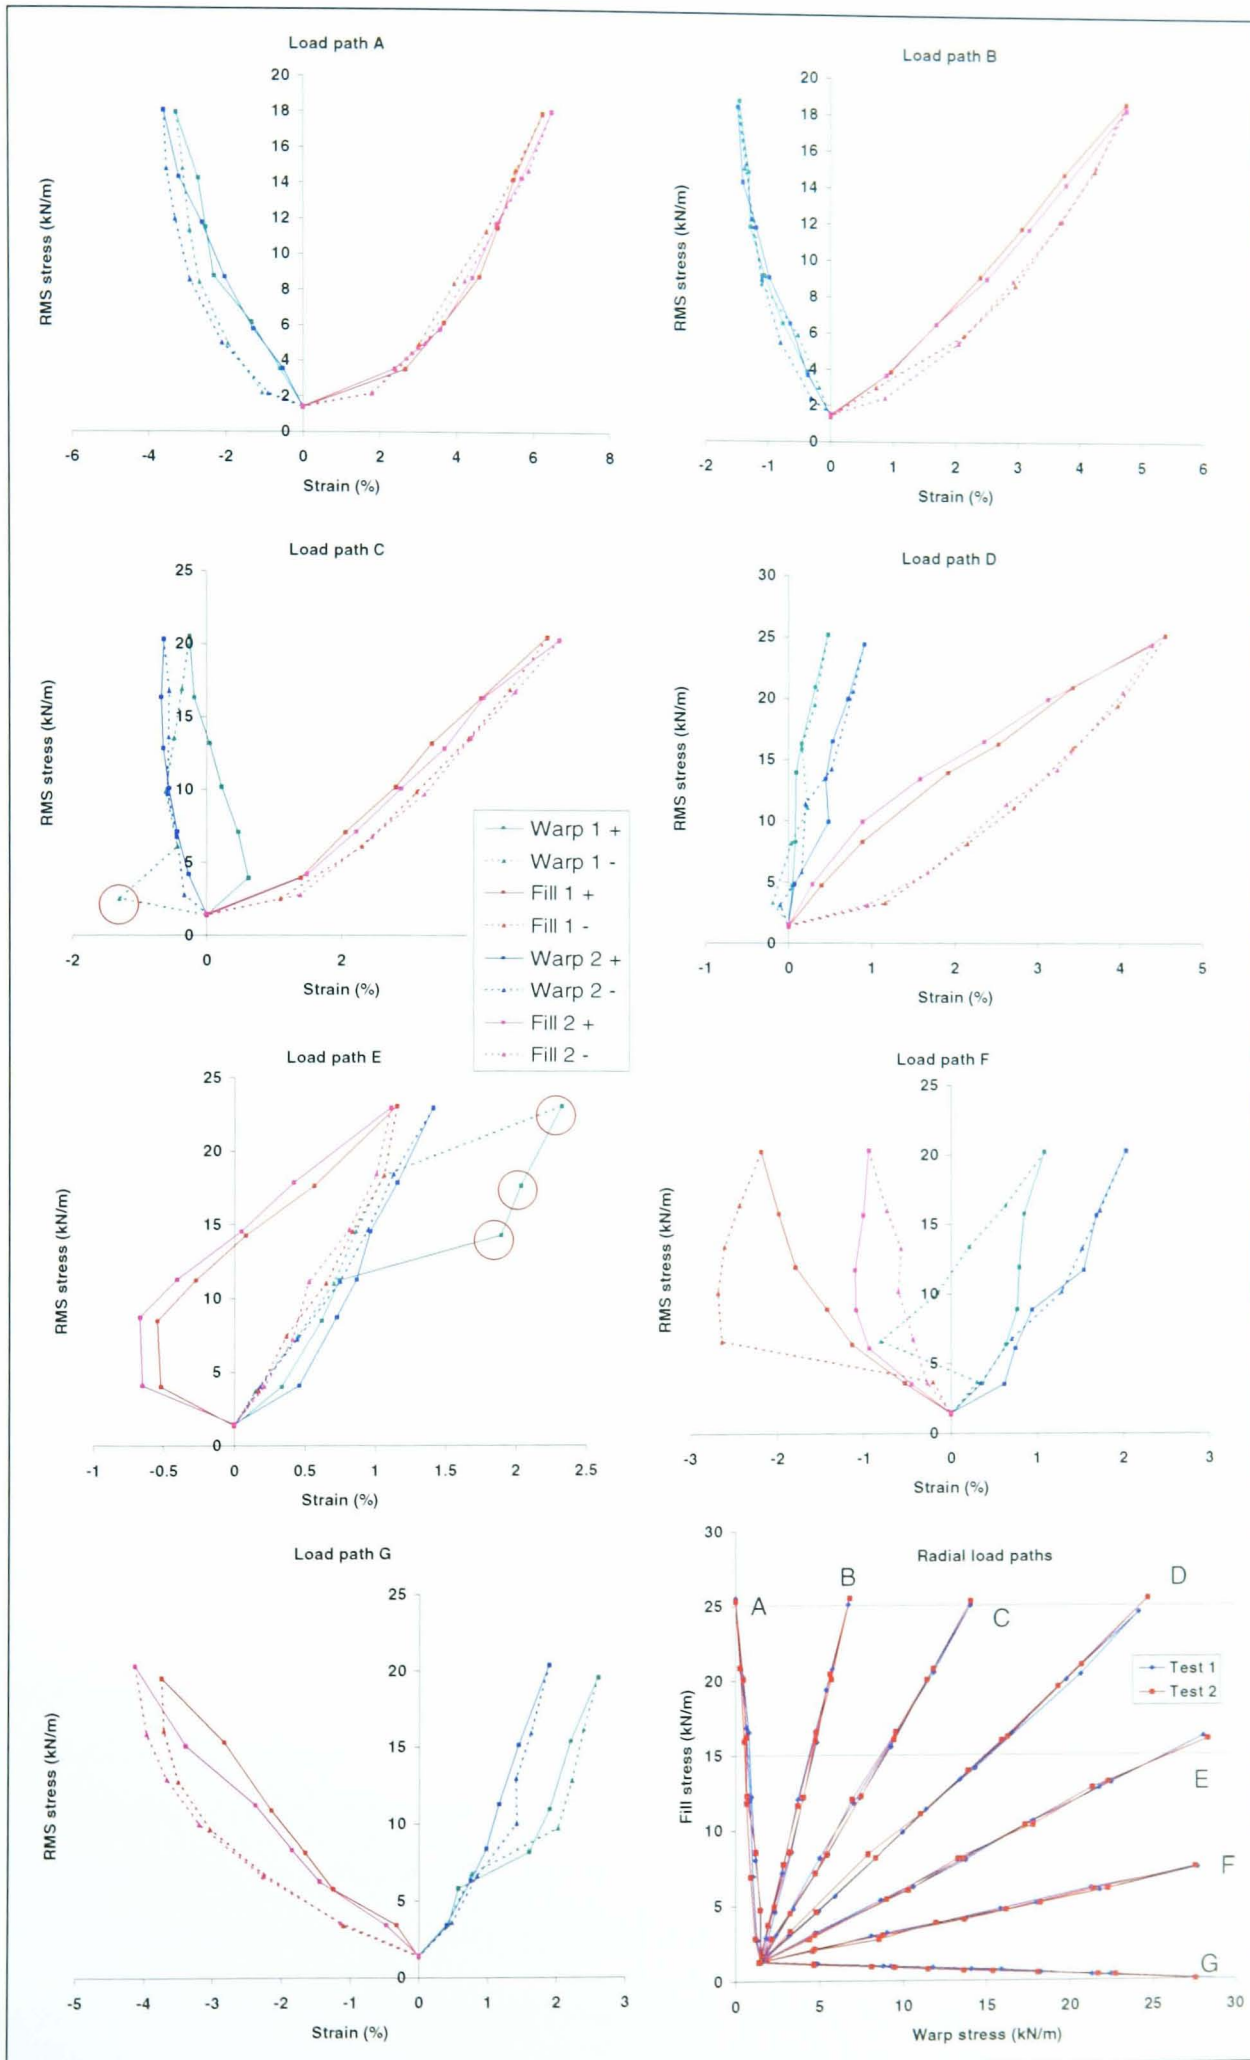 Load path A
20
18
16
14
12
10
8
6
4
2
0
-6
-4
-2
0
2
4
6
8
Strain (%)
RMS stress (kN/m)
Load path B
20
18
16
14
12
10
8
6
4
2
0
-2
-1
0
1
2
3
4
5
6
Strain (%)
RMS stress (kN/m)
Load path C
25
20
15
10
5
0
-2
0
2
Strain (%)
RMS stress (kN/m)
Warp 1 +
Warp 1 -
Fill 1 +
Fill 1 -
Warp 2 +
Warp 2 -
Fill 2 +
Fill 2 -
Load path D
30
25
20
15
10
5
0
-1
0
1
2
3
4
5
Strain (%)
RMS stress (kN/m)
Load path E
25
20
15
10
5
0
-1
-0.5
0
0.5
1
1.5
2
2.5
Strain (%)
RMS stress (kN/m)
Load path F
25
20
15
10
5
0
-3
-2
-1
0
1
2
3
Strain (%)
RMS stress (kN/m)
Load path G
25
20
15
10
5
0
-5
-4
-3
-2
-1
0
1
2
3
Strain (%)
RMS stress (kN/m)
Radial load paths
30
25
20
15
10
5
0
0
5
10
15
20
25
30
Warp stress (kN/m)
Fill stress (kN/m)
A
B
C
D
E
F
G
Test 1
Test 2